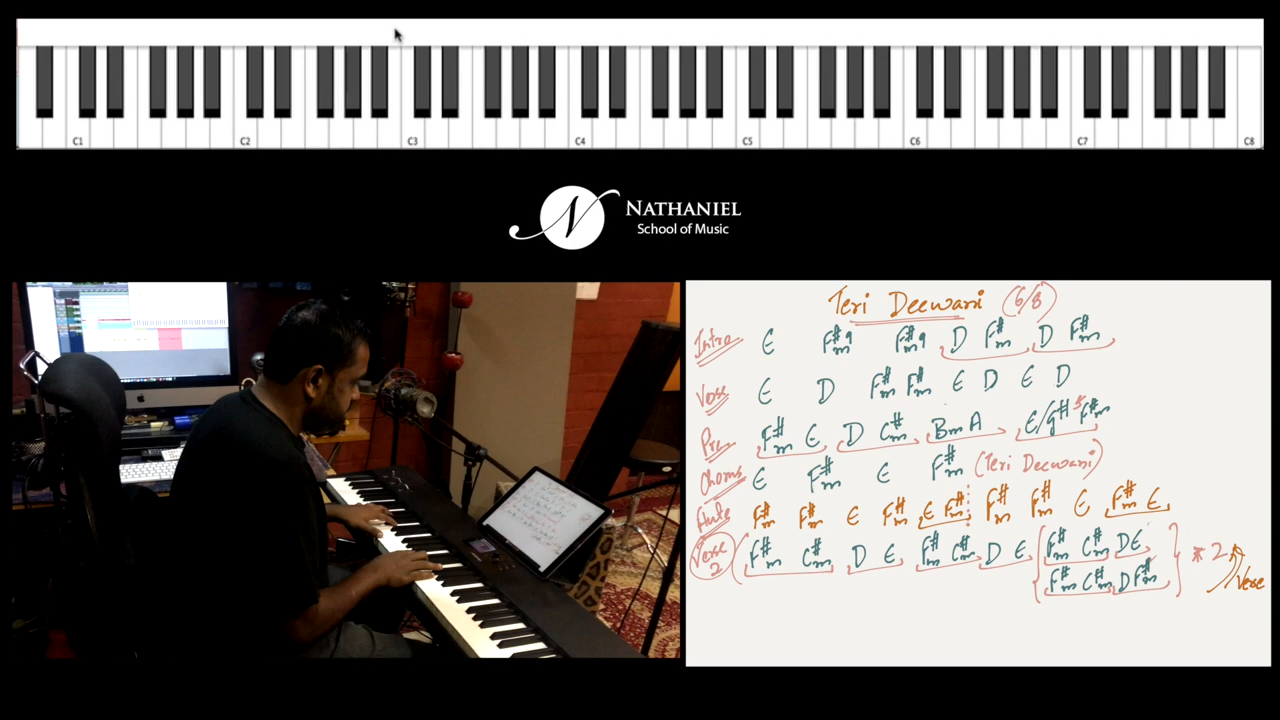 C1 C2 C3 C4 C5 C6 C7 C8
NATHANIEL
School of Music
Teri Deewani (6/8)
Intro E F#m9 F#m9 D F#m D F#m
Verse E D F#m F#m E D E D
Pre F#m E D C#m Bm A E/G# F#m
Chorus E F#m E F#m (Teri Deewani)
Flute F#m F#m E F#m E F#m F#m F#m E F#m E
Verse 2 ( F#m C#m D E F#m C#m D E { F#m C#m D E
F#m C#m D F#m } * 2
Verse